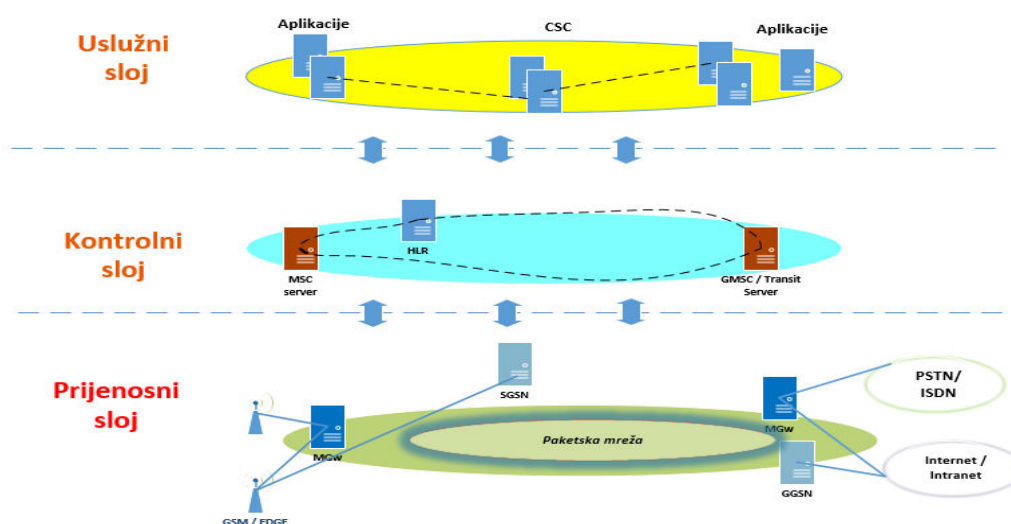 Uslužni
sloj
Aplikacije
CSC
Aplikacije
Kontrolni
sloj
HLR
MSC
server
GMSC / Transit
Server
Prijenosni
sloj
SGSN
MGw
Paketska mreža
MGw
GGSN
PSTN/
ISDN
Internet /
Intranet
GSM / EDGE